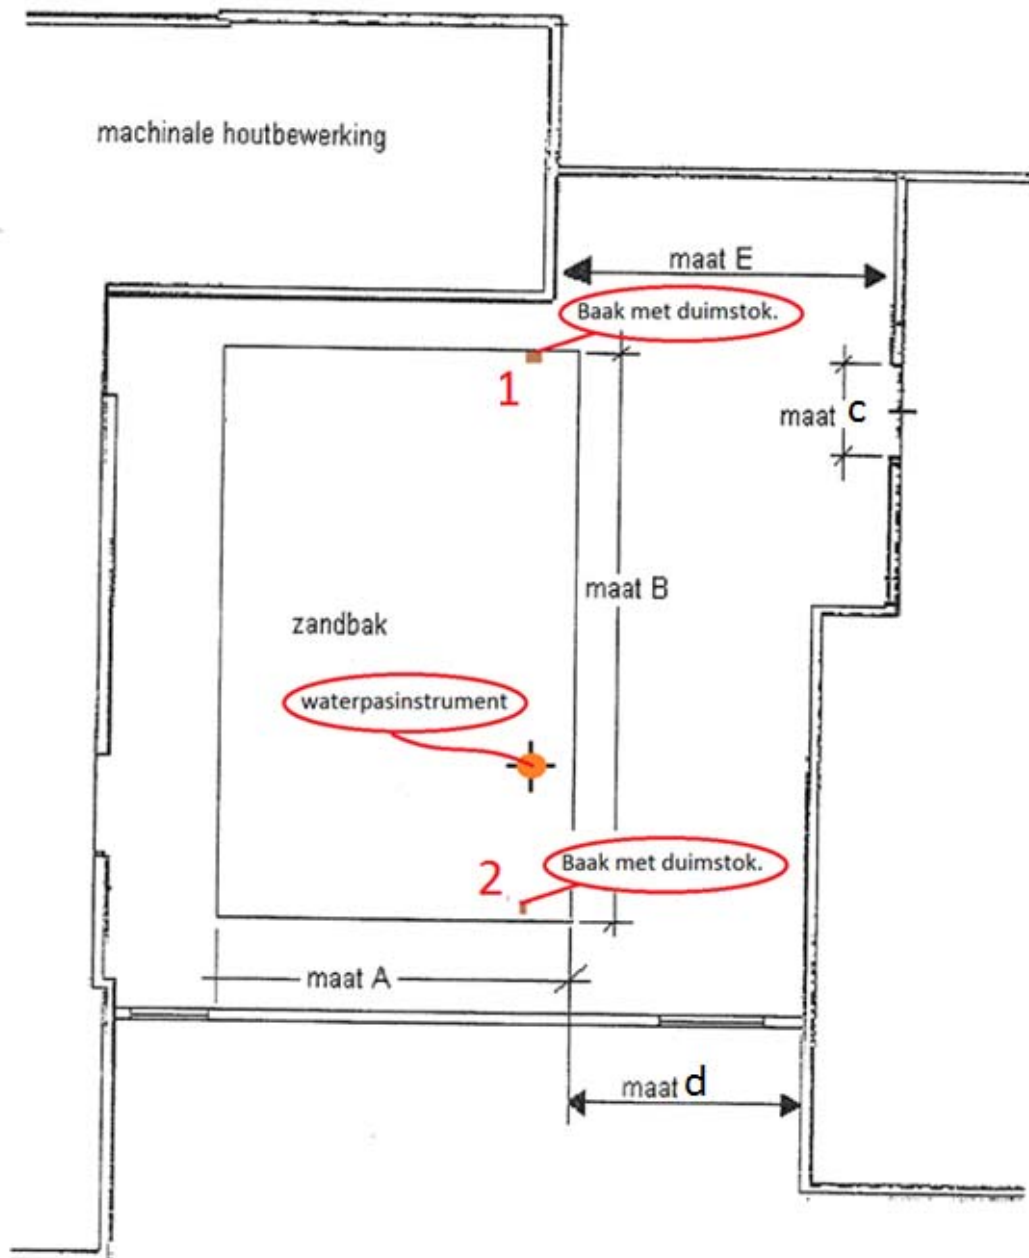 machinale houtbewerking
maat E
Baak met duimstok.
1
maat c
maat B
zandbak
waterpasinstrument
Baak met duimstok.
2
maat A
maat d